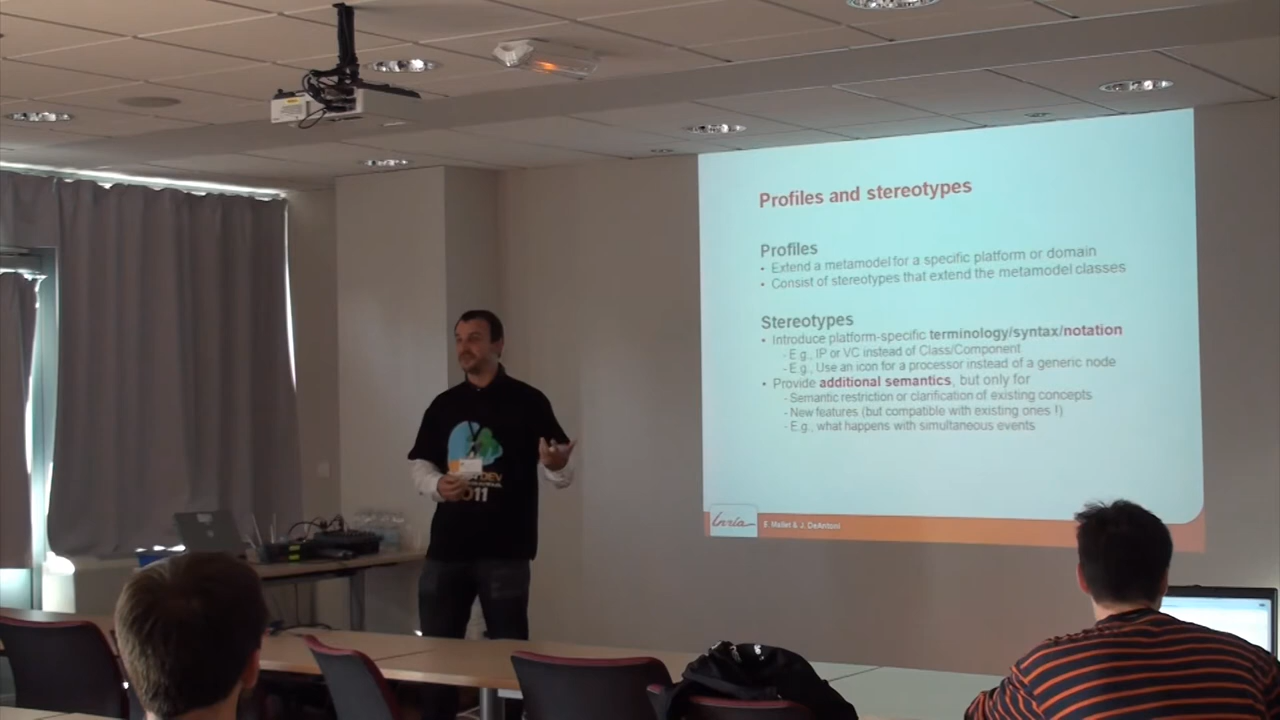 Profiles and stereotypes
Profiles
• Extend a metamodel for a specific platform or domain
• Consist of stereotypes that extend the metamodel classes
Stereotypes
• Introduce platform-specific terminology/syntax/notation
- E.g., IP or VC instead of Class/Component
- E.g., Use an icon for a processor instead of a generic node
• Provide additional semantics, but only for
- Semantic restriction or clarification of existing concepts
- New features (but compatible with existing ones !)
- E.g., what happens with simultaneous events
Inria
F. Mallet & J. DeAntoni
DEV
2011